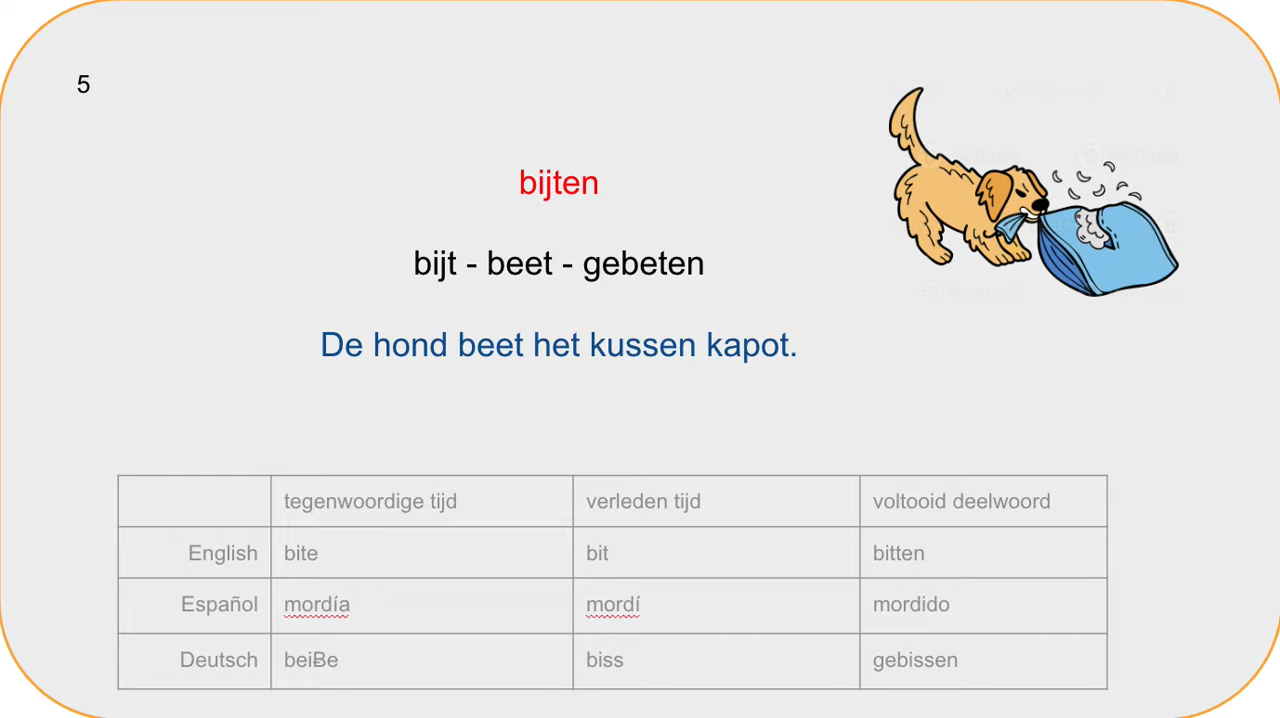 5
bijten
bijt - beet - gebeten
De hond beet het kussen kapot.
tegenwoordige tijd verleden tijd voltooid deelwoord
English bite bit bitten
Español mordía mordí mordido
Deutsch beiBe biss gebissen